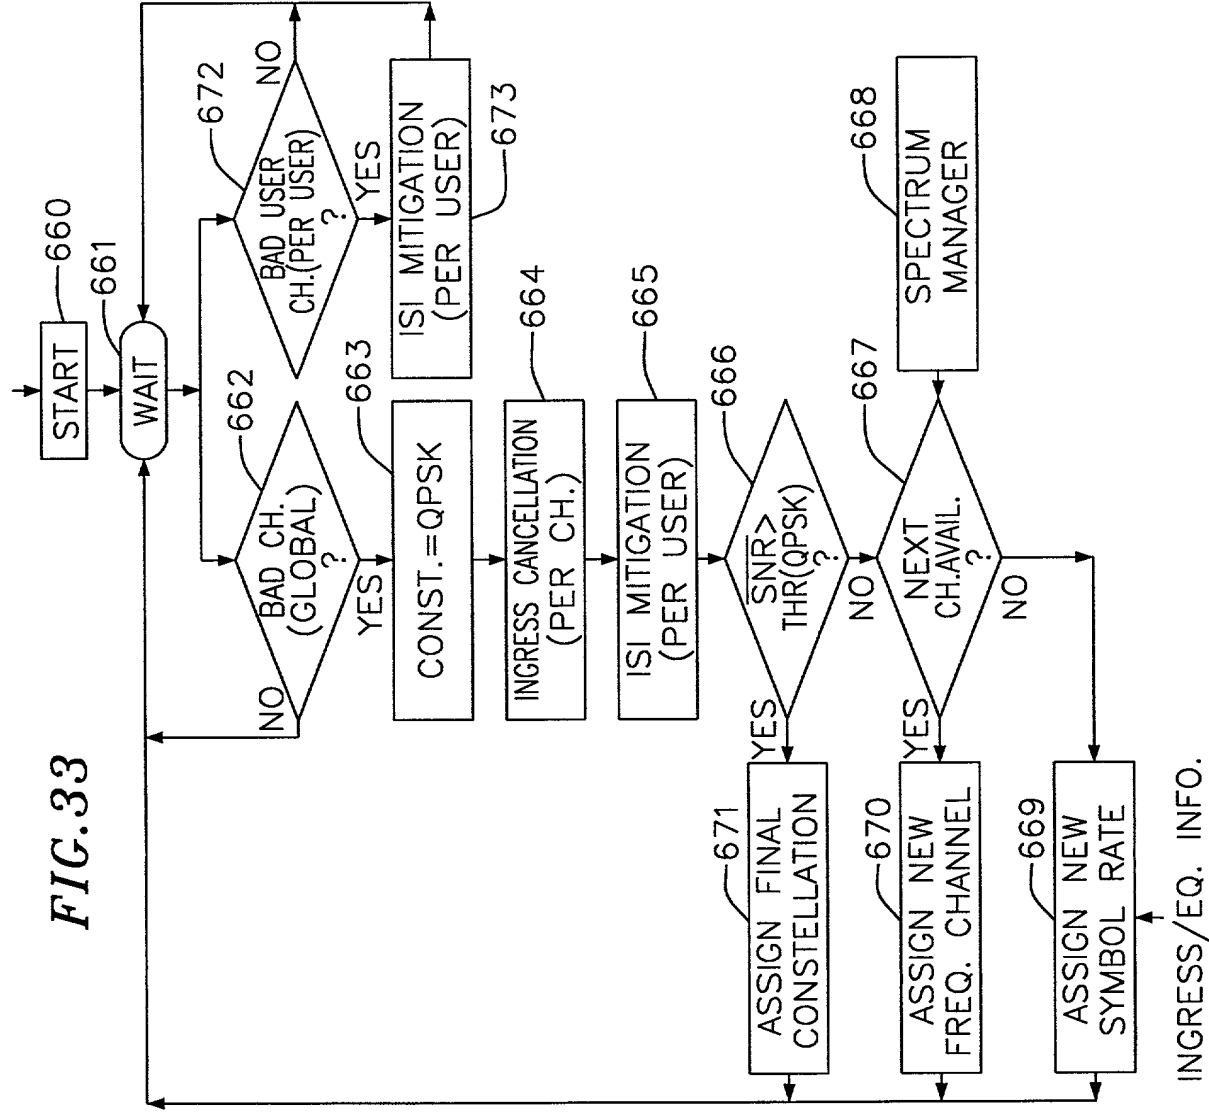 FIG.33
START
660
WAIT
661
BAD CH.
(GLOBAL)
?
662
NO
YES
BAD USER
CH.(PER USER)
?
672
NO
YES
CONST.=QPSK
663
ISI MITIGATION
(PER USER)
673
INGRESS CANCELLATION
(PER CH.)
664
ISI MITIGATION
(PER USER)
665
SNR>
THR(QPSK)
?
666
YES
NO
ASSIGN FINAL
CONSTELLATION
671
NEXT
CH.AVAIL.
?
667
YES
NO
SPECTRUM
MANAGER
668
ASSIGN NEW
FREQ. CHANNEL
670
ASSIGN NEW
SYMBOL RATE
669
INGRESS/EQ. INFO.